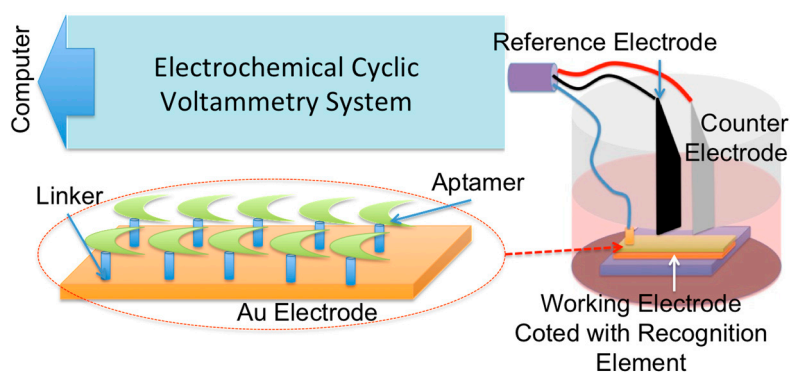 Computer
Electrochemical Cyclic
Voltammetry System
Reference Electrode
Counter
Electrode
Linker
Aptamer
Au Electrode
Working Electrode
Coted with Recognition
Element